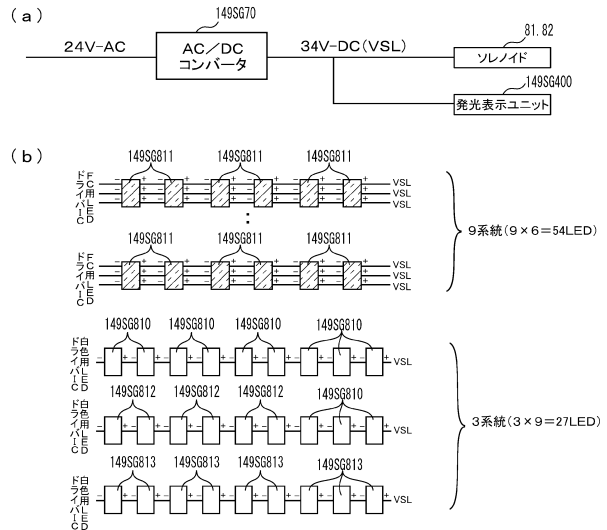 (a)
149SG70
24V-AC
AC/DC
コンバータ
34V-DC(VSL)
81.82
ソレノイド
149SG400
発光表示ユニット
(b)
149SG811 149SG811 149SG811
FC用LED
ドライバIC
- + - + - + - + - + - + VSL
- + - + - + - + - + - + VSL
- + - + - + - + - + - + VSL
:
9系統(9×6=54LED)
149SG811 149SG811 149SG811
FC用LED
ドライバIC
- + - + - + - + - + - + VSL
- + - + - + - + - + - + VSL
- + - + - + - + - + - + VSL
149SG810 149SG810 149SG810 149SG810
白色用LED
ドライバIC
- + - + - + - + - + - + - + - + - + VSL
149SG812 149SG812 149SG812 149SG810
白色用LED
ドライバIC
- + - + - + - + - + - + - + - + - + VSL
3系統(3×9=27LED)
149SG813 149SG813 149SG813 149SG813
白色用LED
ドライバIC
- + - + - + - + - + - + - + - + - + VSL